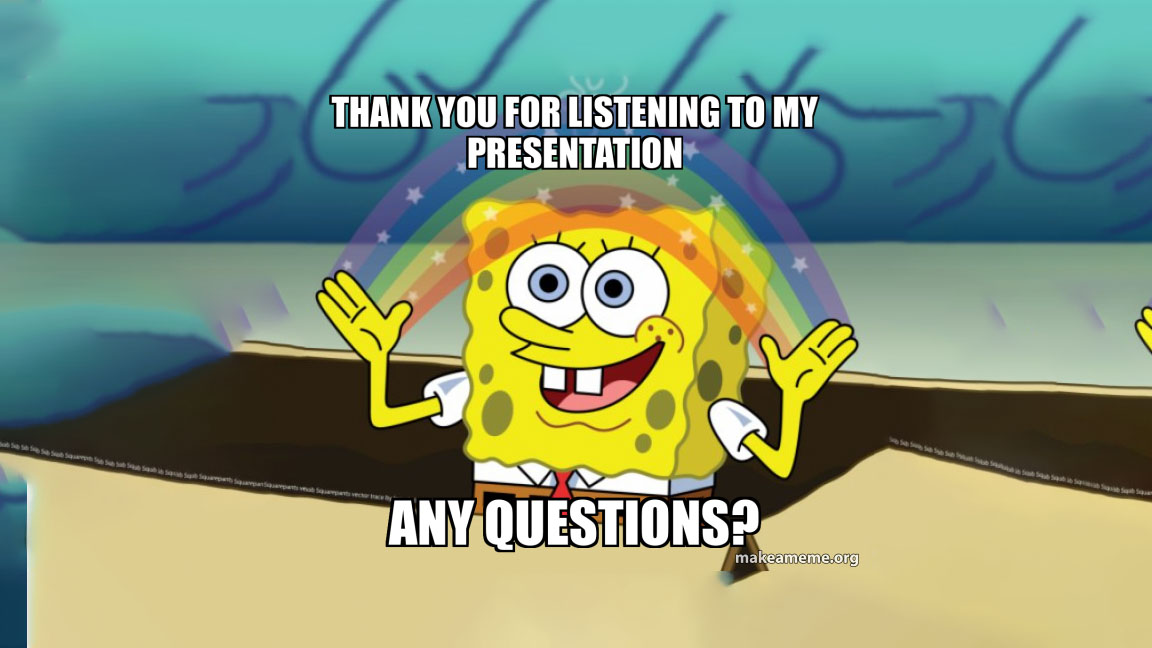 THANK YOU FOR LISTENING TO MY
PRESENTATION
ANY QUESTIONS?
makeameme.org